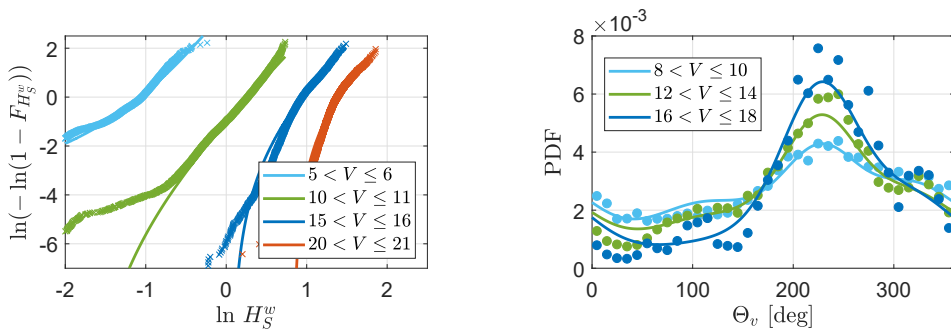 2
0
-2
-4
-6
-2
-1
0
1
2
ln(− ln(1 − F_{H_S^w}))
ln H_S^w
5 < V ≤ 6
10 < V ≤ 11
15 < V ≤ 16
20 < V ≤ 21
×10⁻³
8
6
4
2
0
0
100
200
300
PDF
Θ_v [deg]
8 < V ≤ 10
12 < V ≤ 14
16 < V ≤ 18